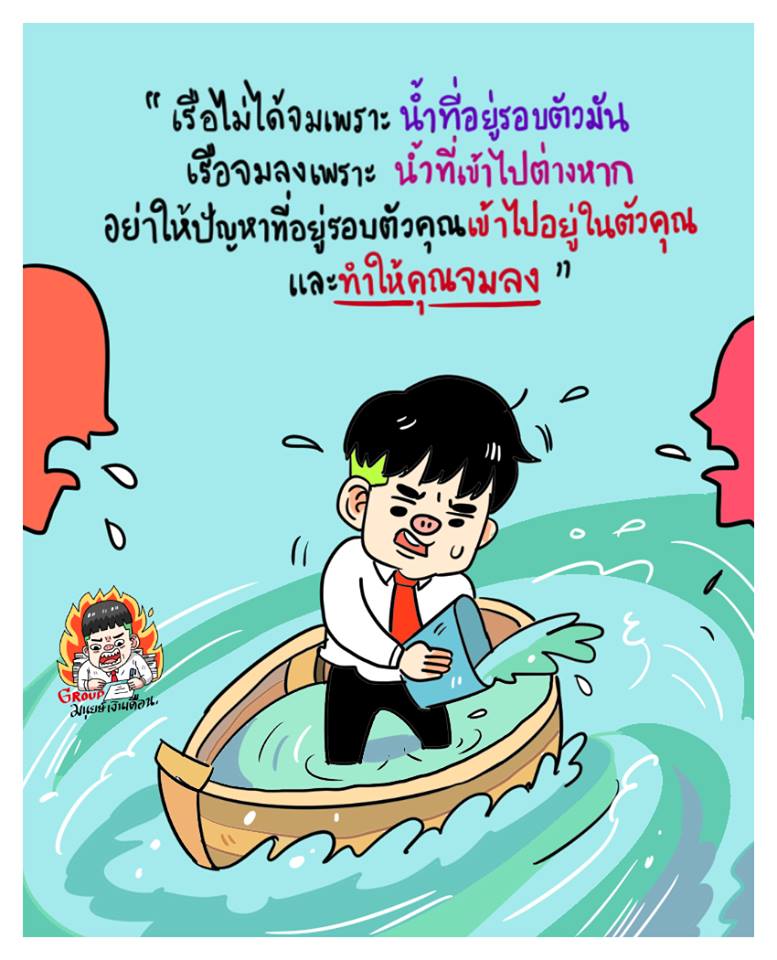 “ เรือไม่ได้จมเพราะ น้ำที่อยู่รอบตัวมัน
เรือจมลงเพราะ น้ำที่เข้าไปต่างหาก
อย่าให้ปัญหาที่อยู่รอบตัวคุณเข้าไปอยู่ในตัวคุณ
และทำให้คุณจมลง ”
GROUP
มนุษย์เงินเดือน.